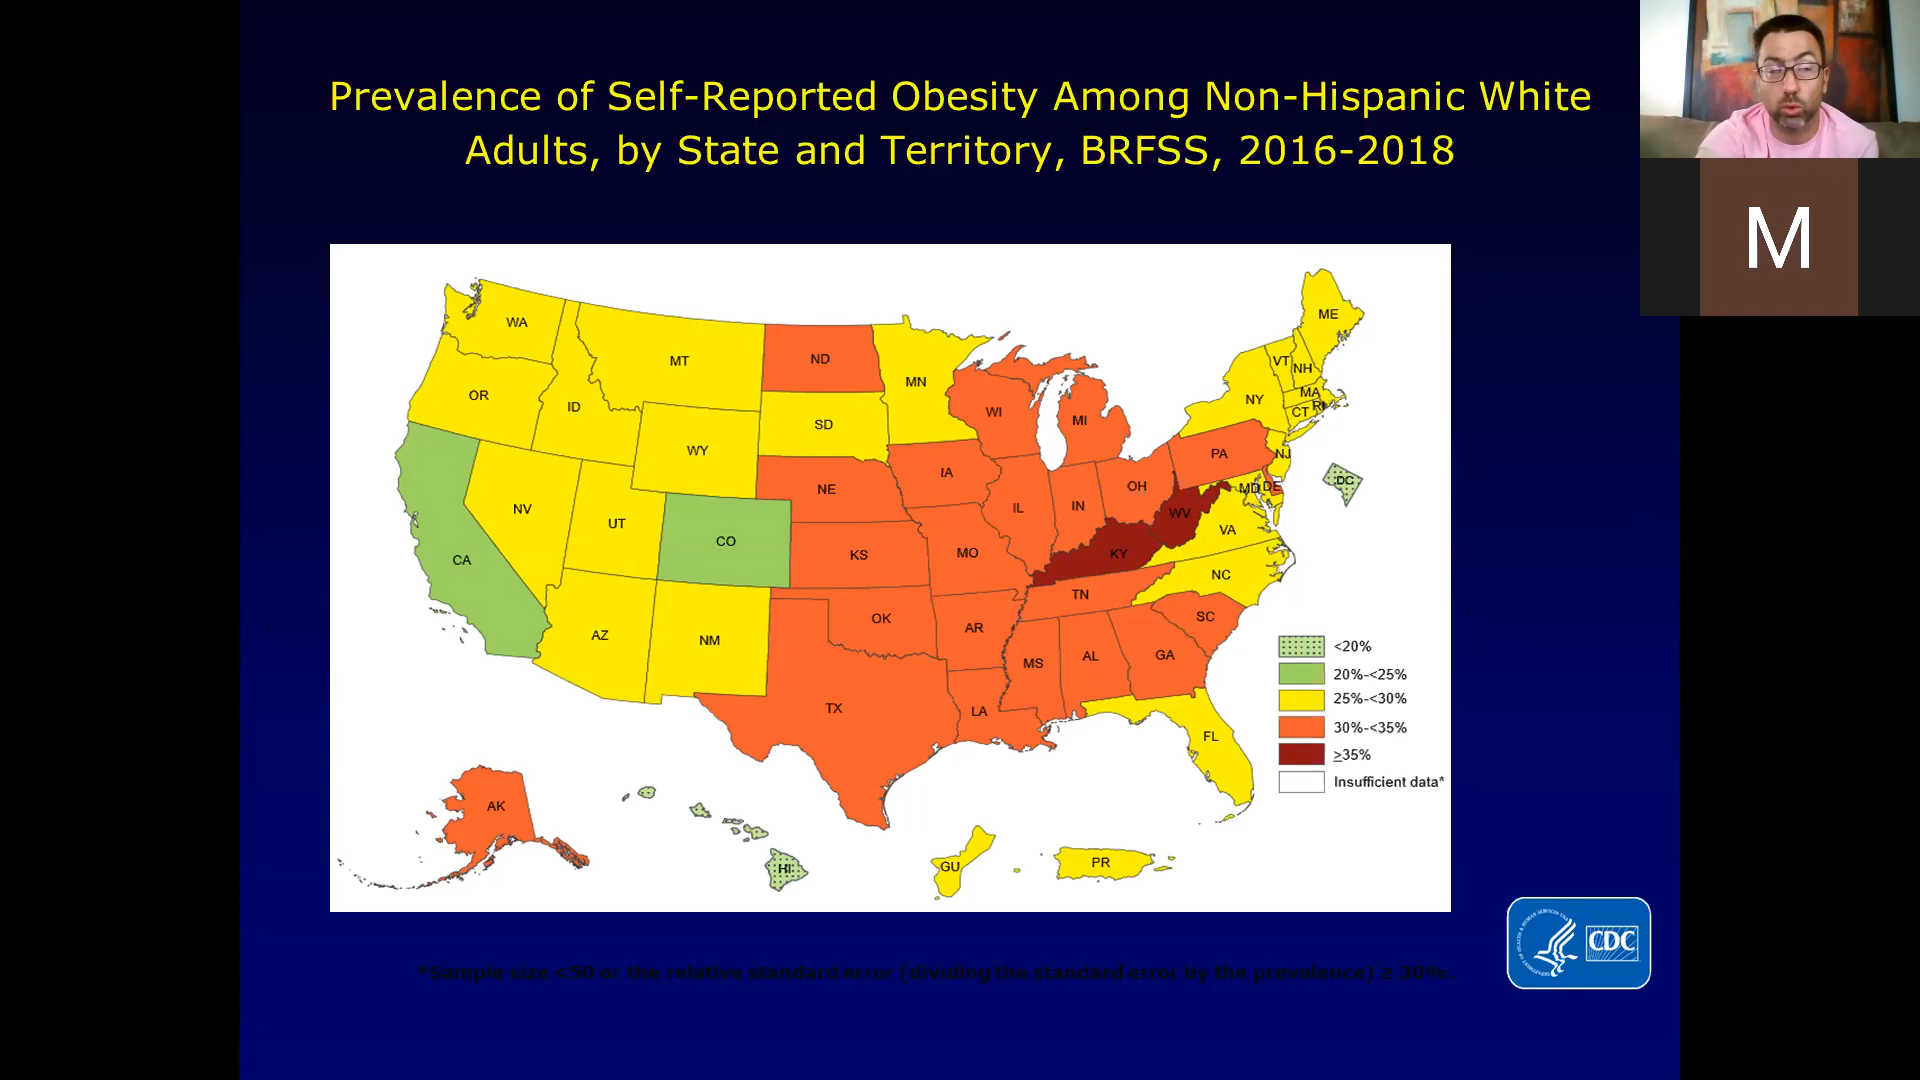 Prevalence of Self-Reported Obesity Among Non-Hispanic White
Adults, by State and Territory, BRFSS, 2016-2018
M
WA
MT
ND
MN
ME
VT
NH
OR
ID
SD
WI
MI
NY
MA
CT
RI
WY
IA
PA
NJ
NE
OH
MD
DE
DC
NV
UT
CO
IL
IN
WV
VA
CA
KS
MO
KY
NC
AZ
NM
OK
AR
TN
SC
MS
AL
GA
TX
LA
FL
AK
HI
GU
PR
<20%
20%-<25%
25%-<30%
30%-<35%
≥35%
Insufficient data*
CDC
*Sample size <50 or the relative standard error (dividing the standard error by the prevalence) ≥ 30%.